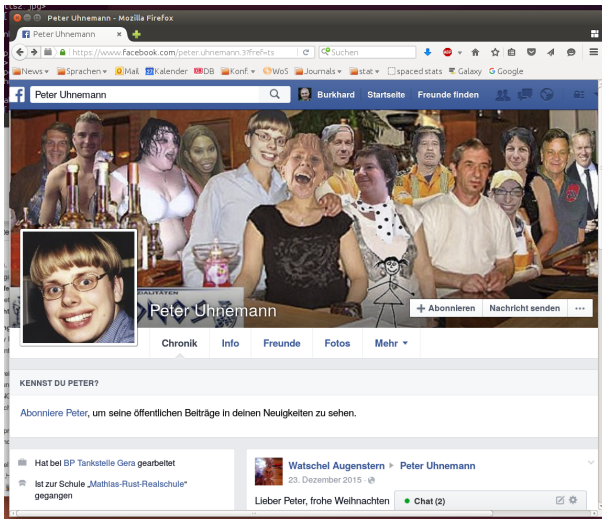 Peter Uhnemann - Mozilla Firefox
Peter Uhnemann
https://www.facebook.com/peter.uhnemann.3?fref=ts
Suchen
News Sprachen Mail Kalender DB Konf. WoS Journals stat spaced stats Galaxy Google
Peter Uhnemann
Burkhard Startseite Freunde finden
Peter Uhnemann
Abonnieren Nachricht senden
Chronik Info Freunde Fotos Mehr
KENNST DU PETER?
Abonniere Peter, um seine öffentlichen Beiträge in deinen Neuigkeiten zu sehen.
Hat bei BP Tankstelle Gera gearbeitet
Ist zur Schule „Mathias-Rust-Realschule“
gegangen
Watschel Augenstern Peter Uhnemann
23. Dezember 2015
Lieber Peter, frohe Weihnachten
Chat (2)